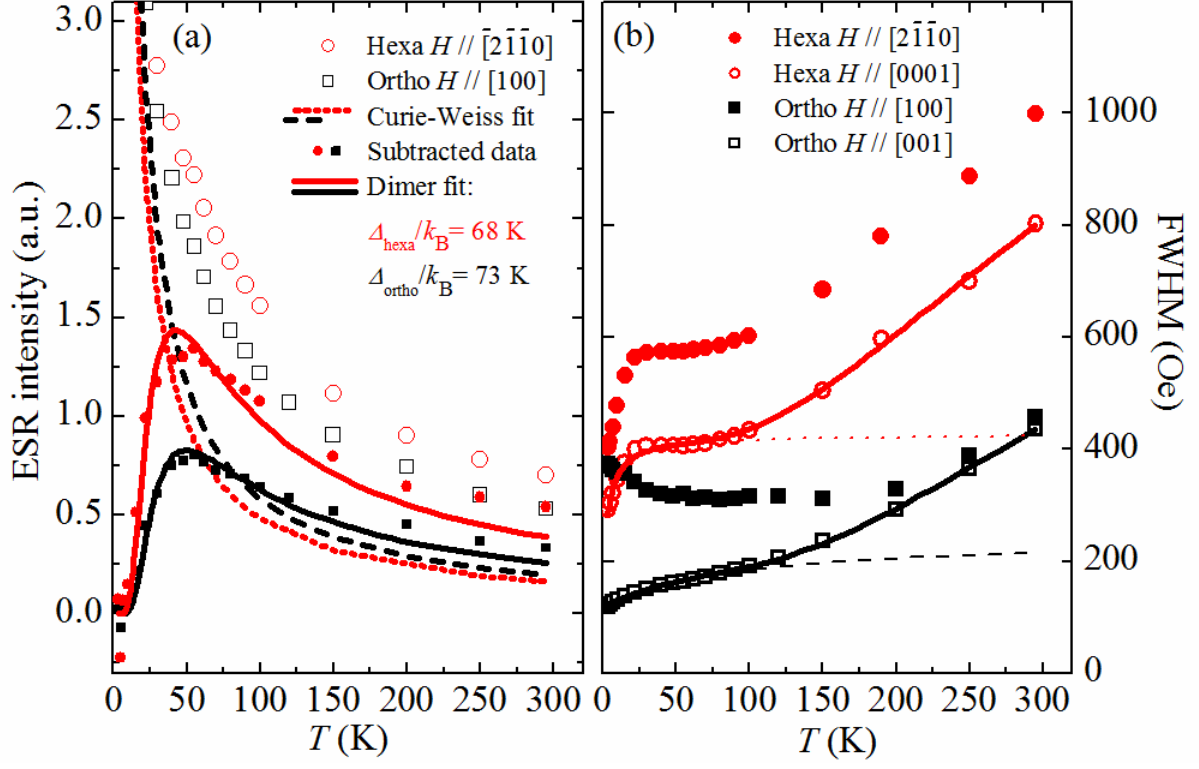 (a)
Hexa H // [2̄1̄10]
Ortho H // [100]
Curie-Weiss fit
Subtracted data
Dimer fit:
Δhexa/kB= 68 K
Δortho/kB= 73 K
ESR intensity (a.u.)
3.0
2.5
2.0
1.5
1.0
0.5
0.0
0 50 100 150 200 250 300
T (K)
(b)
Hexa H // [21̄1̄0]
Hexa H // [0001]
Ortho H // [100]
Ortho H // [001]
1000
800
600
400
200
0
FWHM (Oe)
0 50 100 150 200 250 300
T (K)